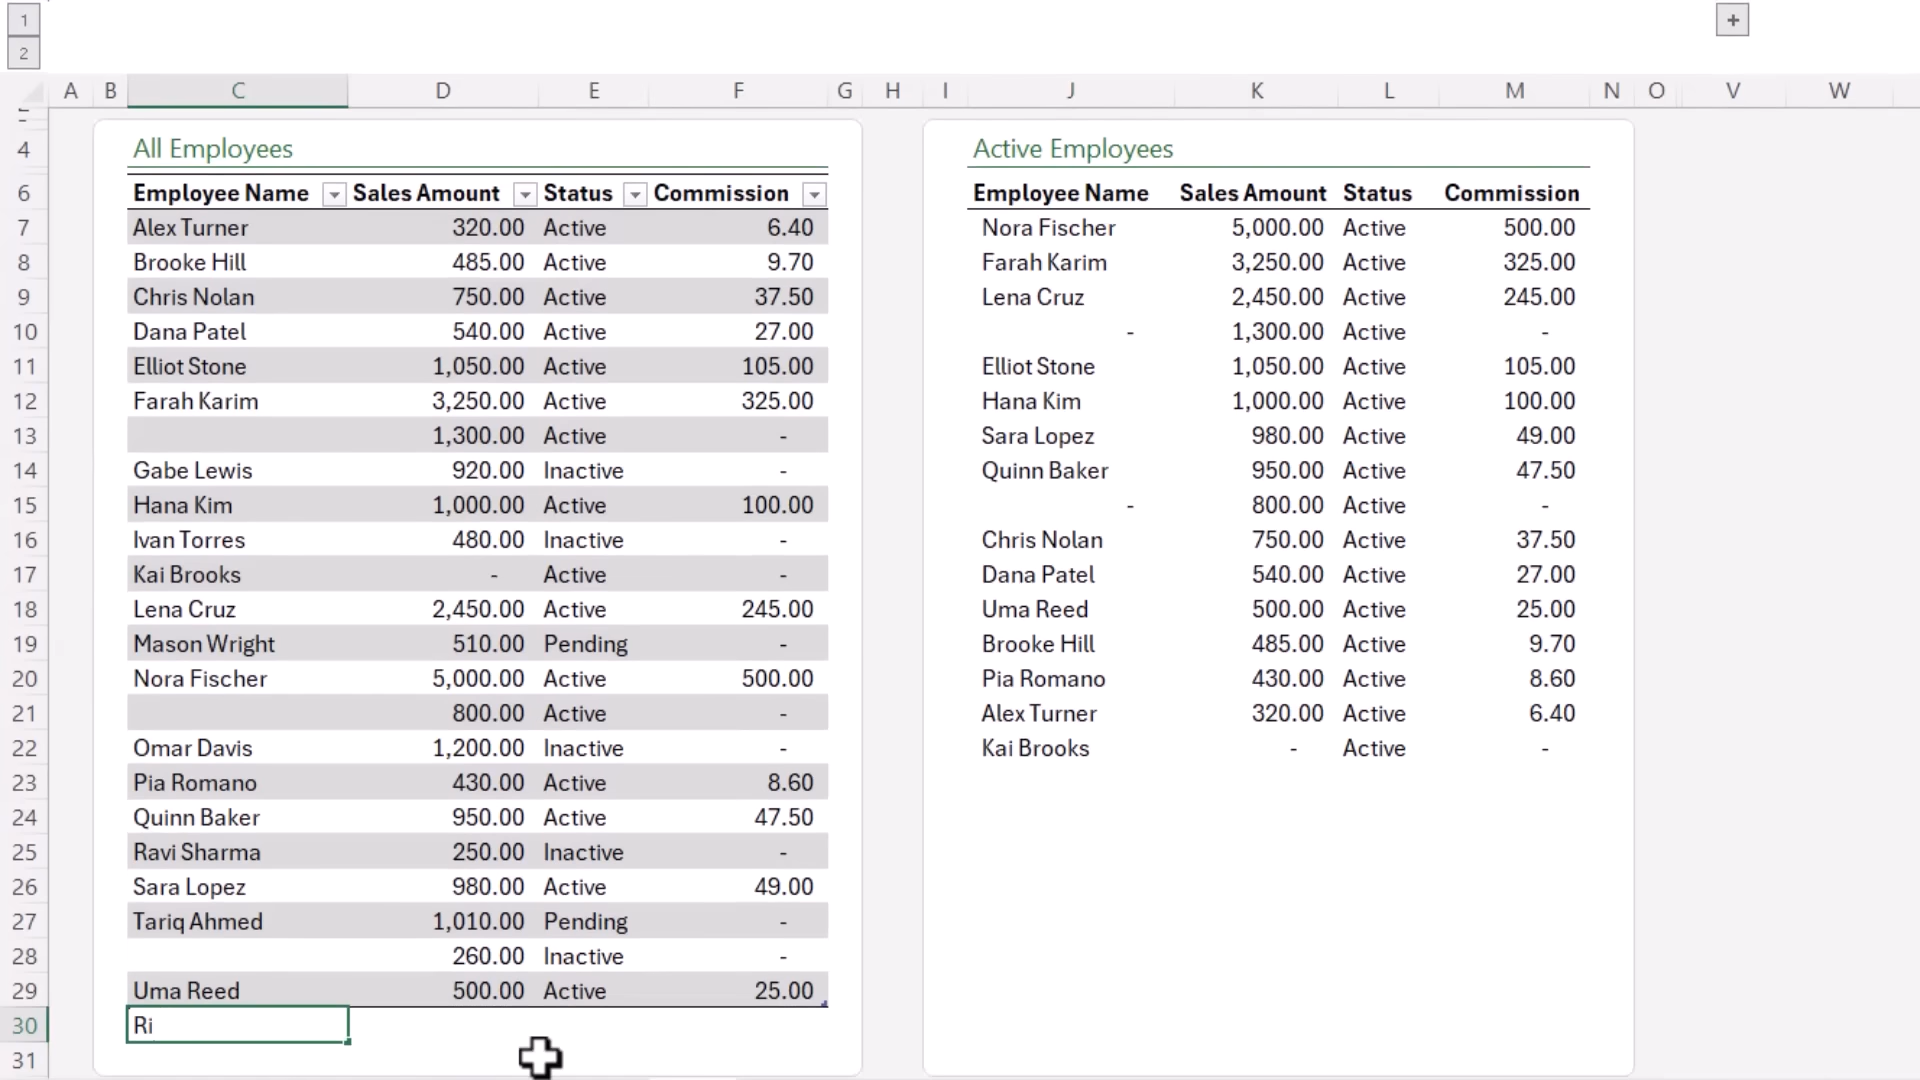 1
2
+
A B C D E F G H I J K L M N O V W
4 All Employees Active Employees
6 Employee Name Sales Amount Status Commission Employee Name Sales Amount Status Commission
7 Alex Turner 320.00 Active 6.40 Nora Fischer 5,000.00 Active 500.00
8 Brooke Hill 485.00 Active 9.70 Farah Karim 3,250.00 Active 325.00
9 Chris Nolan 750.00 Active 37.50 Lena Cruz 2,450.00 Active 245.00
10 Dana Patel 540.00 Active 27.00 - 1,300.00 Active -
11 Elliot Stone 1,050.00 Active 105.00 Elliot Stone 1,050.00 Active 105.00
12 Farah Karim 3,250.00 Active 325.00 Hana Kim 1,000.00 Active 100.00
13 1,300.00 Active - Sara Lopez 980.00 Active 49.00
14 Gabe Lewis 920.00 Inactive - Quinn Baker 950.00 Active 47.50
15 Hana Kim 1,000.00 Active 100.00 - 800.00 Active -
16 Ivan Torres 480.00 Inactive - Chris Nolan 750.00 Active 37.50
17 Kai Brooks - Active - Dana Patel 540.00 Active 27.00
18 Lena Cruz 2,450.00 Active 245.00 Uma Reed 500.00 Active 25.00
19 Mason Wright 510.00 Pending - Brooke Hill 485.00 Active 9.70
20 Nora Fischer 5,000.00 Active 500.00 Pia Romano 430.00 Active 8.60
21 800.00 Active - Alex Turner 320.00 Active 6.40
22 Omar Davis 1,200.00 Inactive - Kai Brooks - Active -
23 Pia Romano 430.00 Active 8.60
24 Quinn Baker 950.00 Active 47.50
25 Ravi Sharma 250.00 Inactive -
26 Sara Lopez 980.00 Active 49.00
27 Tariq Ahmed 1,010.00 Pending -
28 260.00 Inactive -
29 Uma Reed 500.00 Active 25.00
30 Ri
31